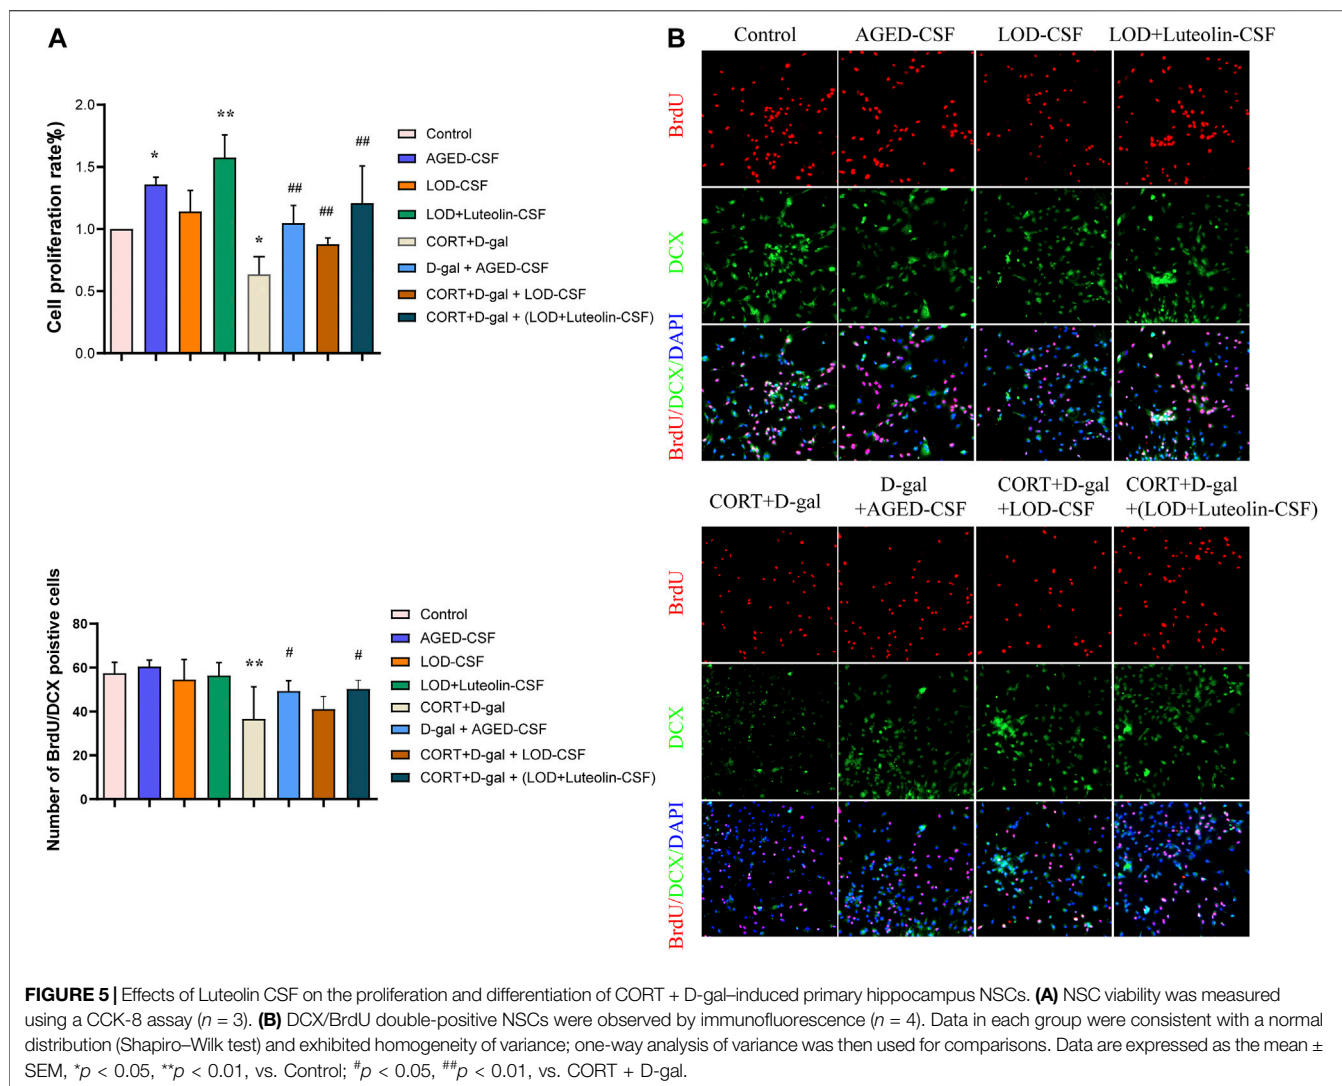 A
Cell proliferation rate%)
2.0
1.5
1.0
0.5
0.0
*
**
*
##
##
##
Control
AGED-CSF
LOD-CSF
LOD+Luteolin-CSF
CORT+D-gal
D-gal + AGED-CSF
CORT+D-gal + LOD-CSF
CORT+D-gal + (LOD+Luteolin-CSF)
Number of BrdU/DCX poistive cells
80
60
40
20
0
**
#
#
Control
AGED-CSF
LOD-CSF
LOD+Luteolin-CSF
CORT+D-gal
D-gal + AGED-CSF
CORT+D-gal + LOD-CSF
CORT+D-gal + (LOD+Luteolin-CSF)
B
Control AGED-CSF LOD-CSF LOD+Luteolin-CSF
BrdU
DCX
BrdU/DCX/DAPI
CORT+D-gal
D-gal
+AGED-CSF
CORT+D-gal
+LOD-CSF
CORT+D-gal
+(LOD+Luteolin-CSF)
BrdU
DCX
BrdU/DCX/DAPI
FIGURE 5 | Effects of Luteolin CSF on the proliferation and differentiation of CORT + D-gal–induced primary hippocampus NSCs. (A) NSC viability was measured
using a CCK-8 assay (n = 3). (B) DCX/BrdU double-positive NSCs were observed by immunofluorescence (n = 4). Data in each group were consistent with a normal
distribution (Shapiro–Wilk test) and exhibited homogeneity of variance; one-way analysis of variance was then used for comparisons. Data are expressed as the mean ±
SEM, *p < 0.05, **p < 0.01, vs. Control; #p < 0.05, ##p < 0.01, vs. CORT + D-gal.